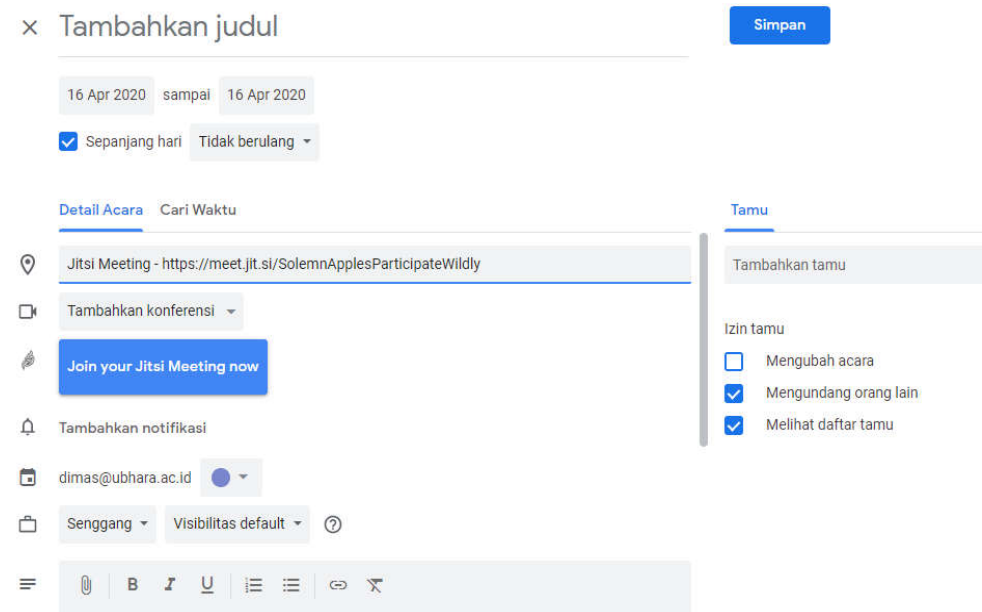 Tambahkan judul
Simpan
16 Apr 2020 sampai 16 Apr 2020
Sepanjang hari Tidak berulang
Detail Acara Cari Waktu
Tamu
Jitsi Meeting - https://meet.jit.si/SolemnApplesParticipateWildly
Tambahkan tamu
Tambahkan konferensi
Izin tamu
Join your Jitsi Meeting now
Mengubah acara
Mengundang orang lain
Melihat daftar tamu
Tambahkan notifikasi
dimas@ubhara.ac.id
Senggang Visibilitas default ?
B I U